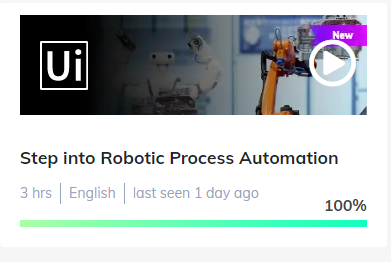 New
Ui
Step into Robotic Process Automation
3 hrs English last seen 1 day ago
100%